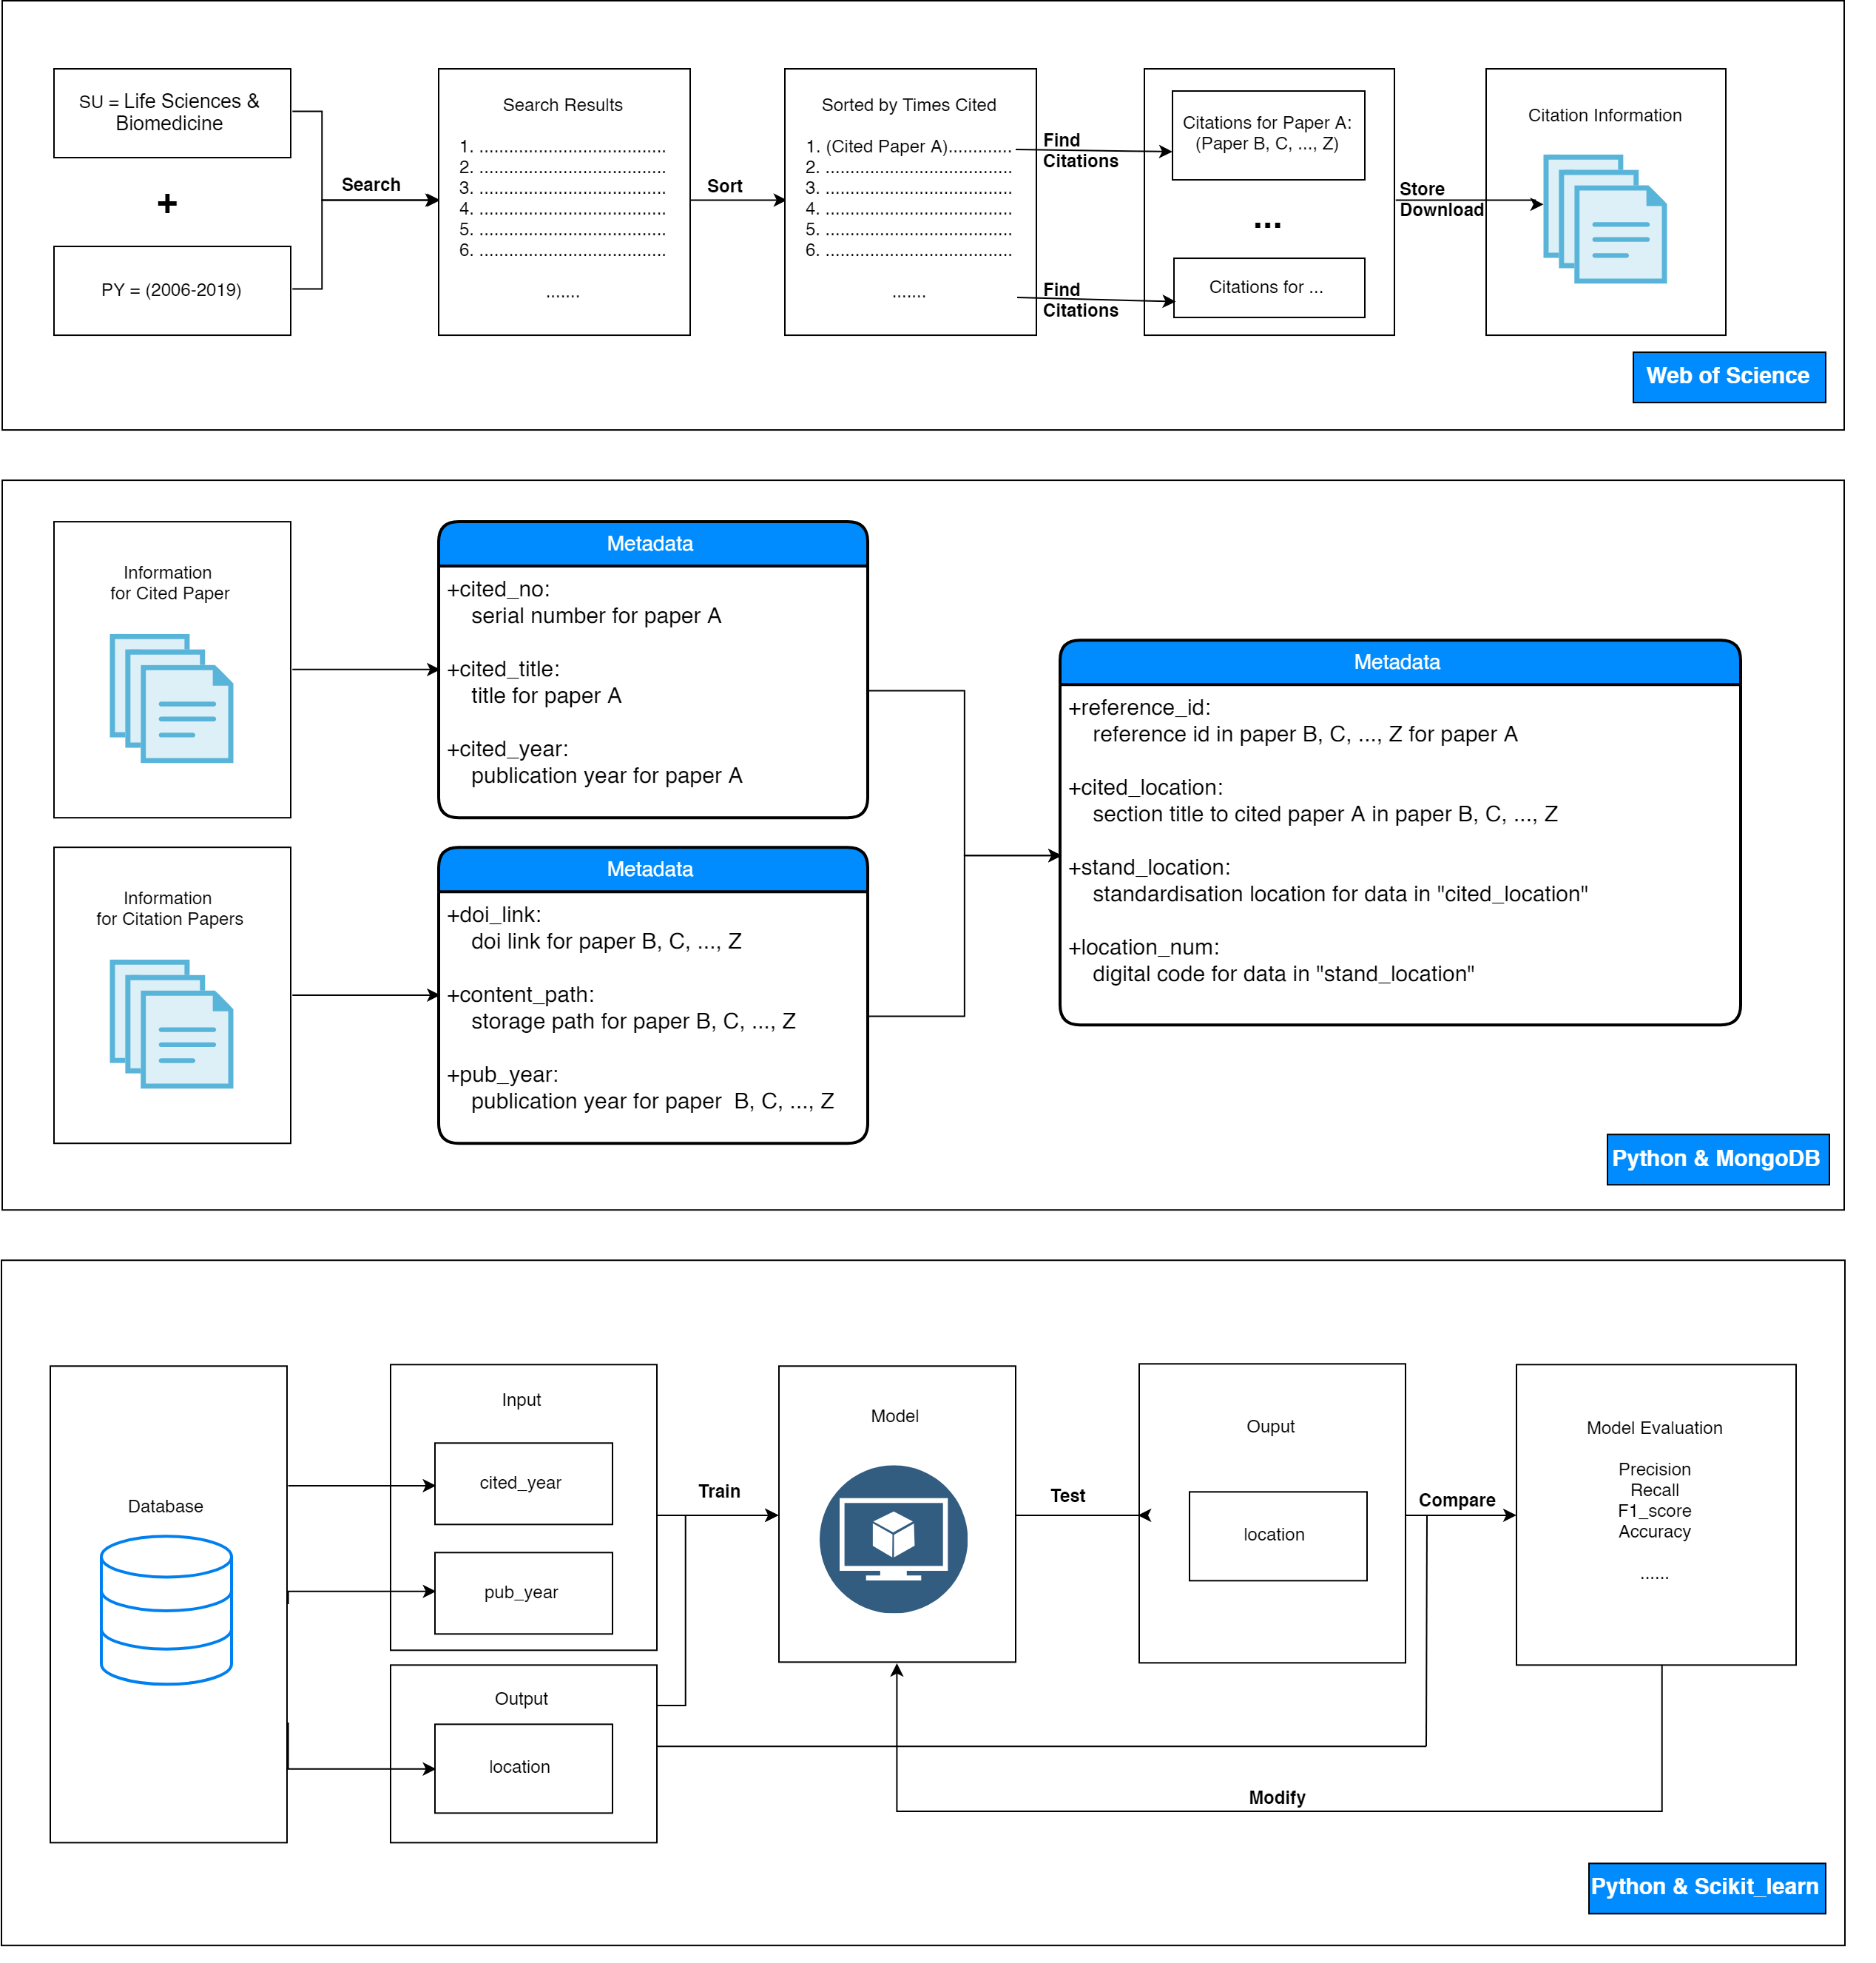 SU = Life Sciences &
Biomedicine
+
PY = (2006-2019)
Search
Search Results
1. ......................................
2. ......................................
3. ......................................
4. ......................................
5. ......................................
6. ......................................
.......
Sort
Sorted by Times Cited
1. (Cited Paper A).............
2. ......................................
3. ......................................
4. ......................................
5. ......................................
6. ......................................
.......
Find
Citations
Find
Citations
Citations for Paper A:
(Paper B, C, ..., Z)
...
Citations for ...
Store
Download
Citation Information
Web of Science
Information
for Cited Paper
Metadata
+cited_no:
serial number for paper A
+cited_title:
title for paper A
+cited_year:
publication year for paper A
Information
for Citation Papers
Metadata
+doi_link:
doi link for paper B, C, ..., Z
+content_path:
storage path for paper B, C, ..., Z
+pub_year:
publication year for paper  B, C, ..., Z
Metadata
+reference_id:
reference id in paper B, C, ..., Z for paper A
+cited_location:
section title to cited paper A in paper B, C, ..., Z
+stand_location:
standardisation location for data in "cited_location"
+location_num:
digital code for data in "stand_location"
Python & MongoDB
Database
Input
cited_year
pub_year
Output
location
Train
Model
Test
Ouput
location
Compare
Model Evaluation
Precision
Recall
F1_score
Accuracy
......
Modify
Python & Scikit_learn